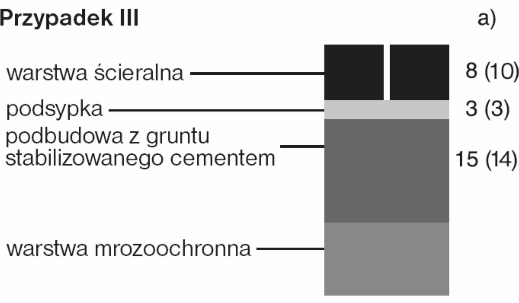 Przypadek III a)
warstwa ścieralna 8 (10)
podsypka 3 (3)
podbudowa z gruntu
stabilizowanego cementem 15 (14)
warstwa mrozoochronna